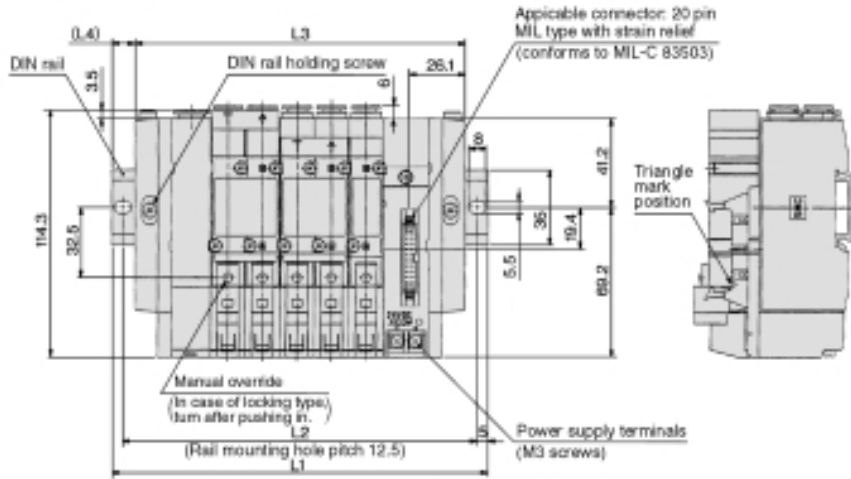 Appicable connector: 20 pin
MIL type with strain relief
(conforms to MIL-C 83503)
(L4)
L3
DIN rail
3.5
DIN rail holding screw
6
26.1
8
114.3
32.5
41.2
36
19.4
5.5
69.2
Triangle
mark
position
Manual override
(In case of locking type,
turn after pushing in.)
L2
5
(Rail mounting hole pitch 12.5)
L1
Power supply terminals
(M3 screws)
SMC